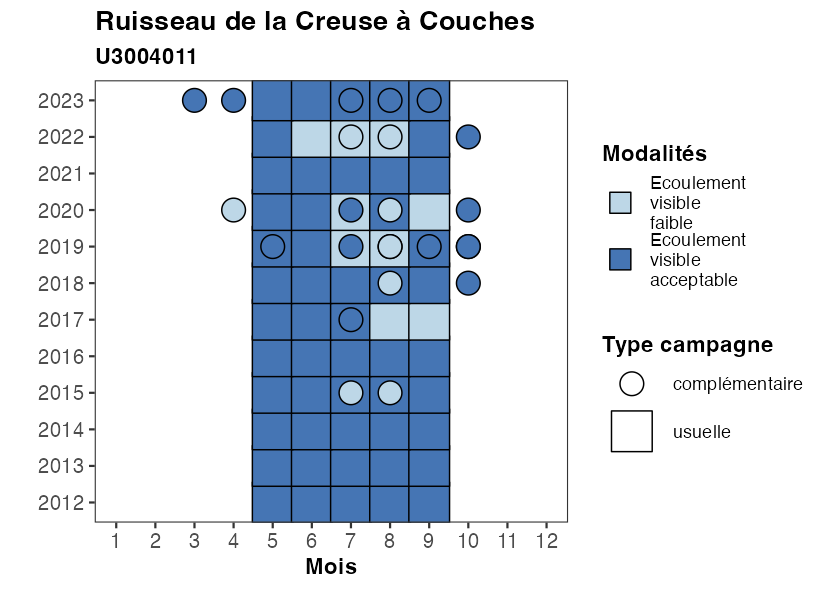 Ruisseau de la Creuse à Couches
U3004011
2023
2022
2021
2020
2019
2018
2017
2016
2015
2014
2013
2012
1 2 3 4 5 6 7 8 9 10 11 12
Mois
Modalités
Ecoulement
visible
faible
Ecoulement
visible
acceptable
Type campagne
complémentaire
usuelle